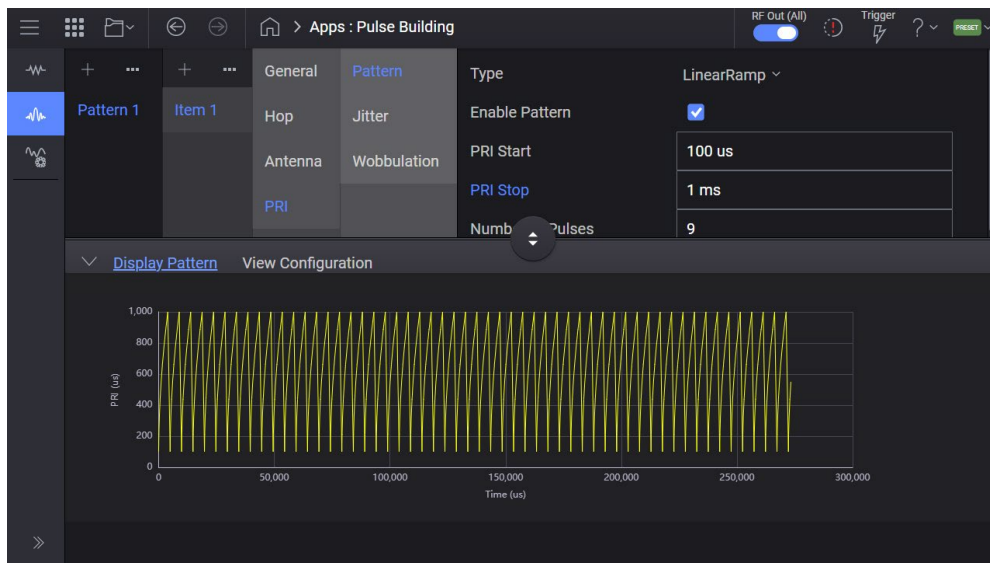 Apps : Pulse Building
RF Out (All)
Trigger
PRESET
General
Pattern
Type
LinearRamp
Pattern 1
Item 1
Hop
Jitter
Enable Pattern
Antenna
Wobbulation
PRI Start
100 us
PRI
PRI Stop
1 ms
Numb
Pulses
9
Display Pattern
View Configuration
1,000
800
600
400
200
0
PRI (us)
0
50,000
100,000
150,000
200,000
250,000
300,000
Time (us)